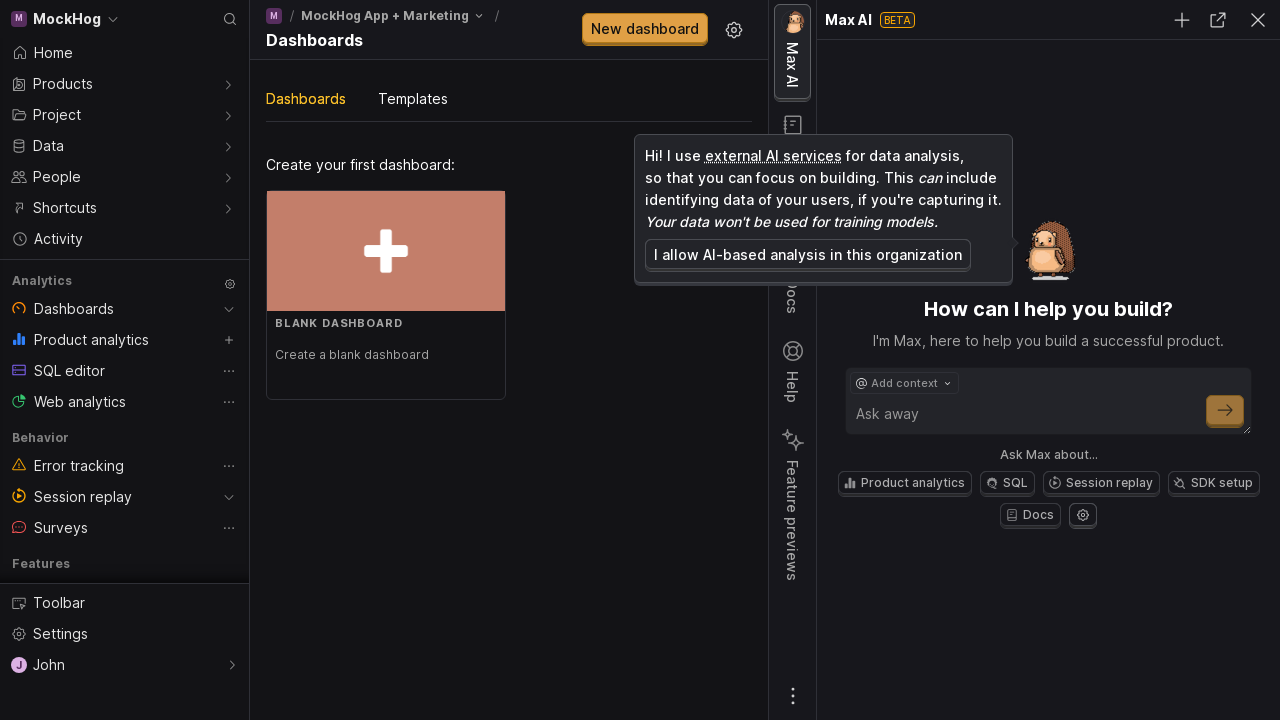 M MockHog
Home
Products
Project
Data
People
Shortcuts
Activity
Analytics
Dashboards
Product analytics
SQL editor
Web analytics
Behavior
Error tracking
Session replay
Surveys
Features
Toolbar
Settings
J John
M / MockHog App + Marketing /
Dashboards
New dashboard
Dashboards Templates
Create your first dashboard:
BLANK DASHBOARD
Create a blank dashboard
Max AI
Docs
Help
Feature previews
Max AI BETA
Hi! I use external AI services for data analysis,
so that you can focus on building. This can include
identifying data of your users, if you're capturing it.
Your data won't be used for training models.
I allow AI-based analysis in this organization
How can I help you build?
I'm Max, here to help you build a successful product.
@ Add context
Ask away
Ask Max about...
Product analytics SQL Session replay SDK setup
Docs